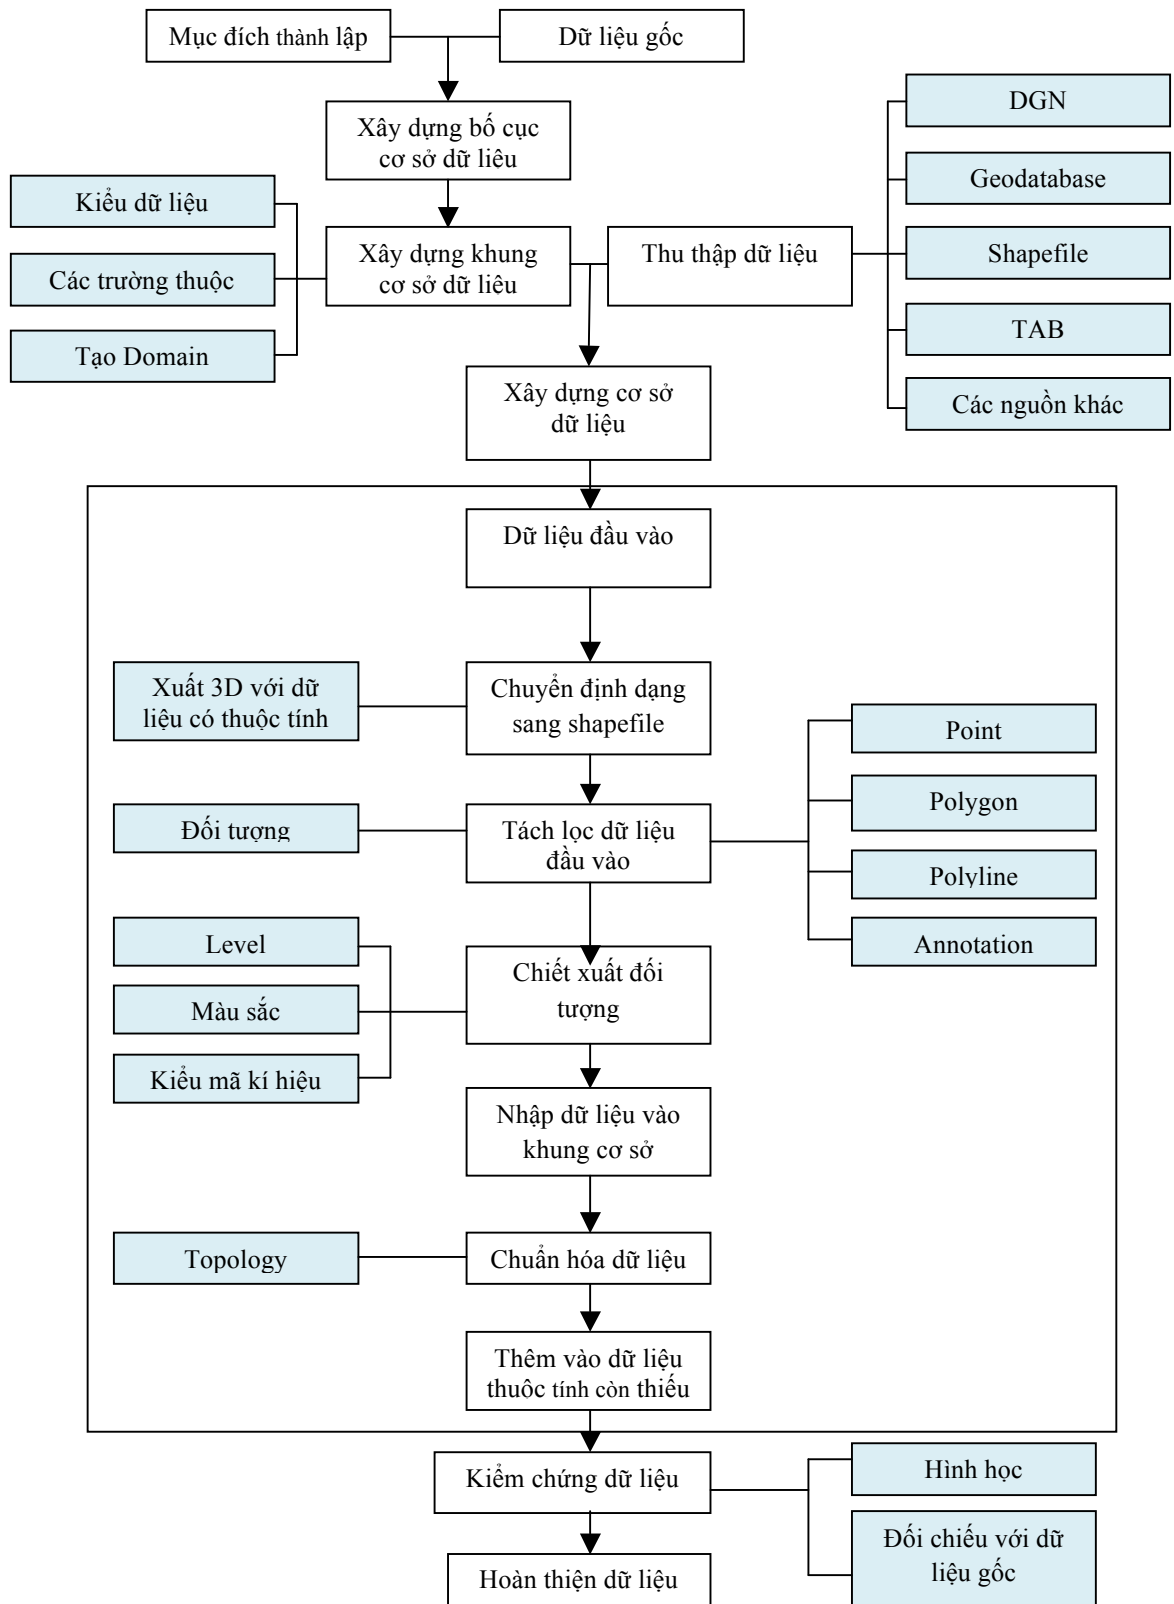 Mục đích thành lập
Dữ liệu gốc
Xây dựng bố cục
cơ sở dữ liêu
DGN
Geodatabase
Shapefile
TAB
Các nguồn khác
Kiểu dữ liệu
Các trường thuộc
Tạo Domain
Xây dựng khung
cơ sở dữ liêu
Thu thập dữ liệu
Xây dựng cơ sở
dữ liệu
Dữ liệu đầu vào
Xuất 3D với dữ
liệu có thuộc tính
Chuyển định dạng
sang shapefile
Đối tượng
Tách lọc dữ liệu
đầu vào
Point
Polygon
Polyline
Annotation
Level
Màu sắc
Kiểu mã kí hiệu
Chiết xuất đối
tượng
Nhập dữ liệu vào
khung cơ sở
Topology
Chuẩn hóa dữ liệu
Thêm vào dữ liệu
thuôc tính còn thiếu
Kiểm chứng dữ liệu
Hình học
Đối chiếu với dữ
liệu gốc
Hoàn thiện dữ liệu